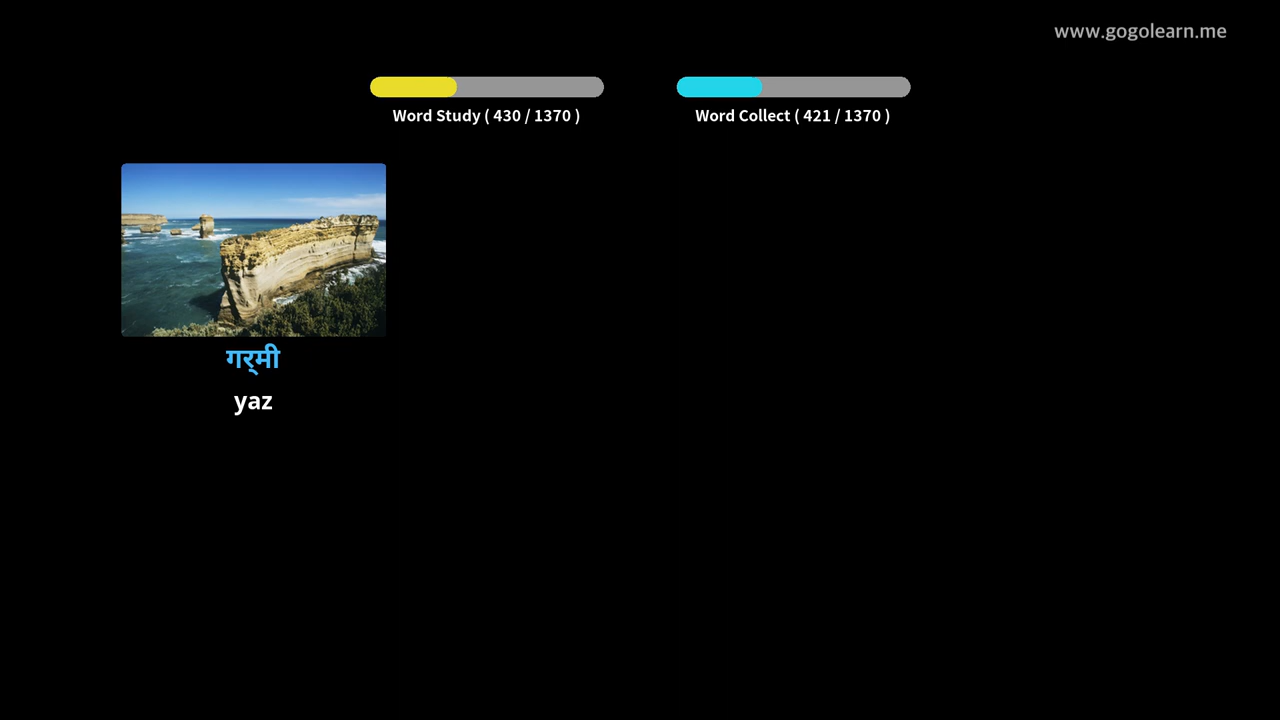 www.gogolearn.me
Word Study ( 430 / 1370 )
Word Collect ( 421 / 1370 )
गर्‌मी
yaz